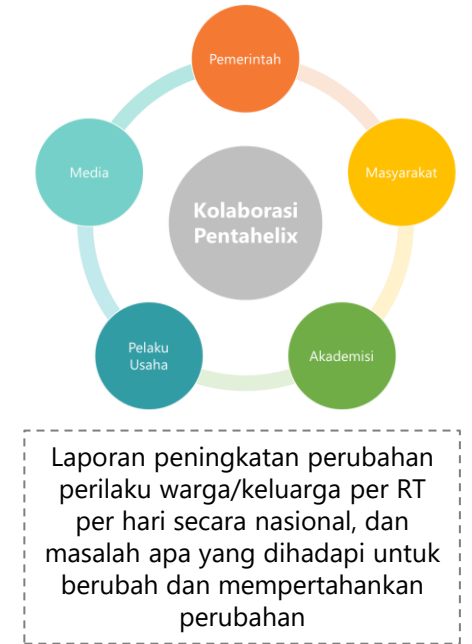 Pemerintah
Media
Masyarakat
Kolaborasi
Pentahelix
Pelaku
Usaha
Akademisi
Laporan peningkatan perubahan
perilaku warga/keluarga per RT
per hari secara nasional, dan
masalah apa yang dihadapi untuk
berubah dan mempertahankan
perubahan